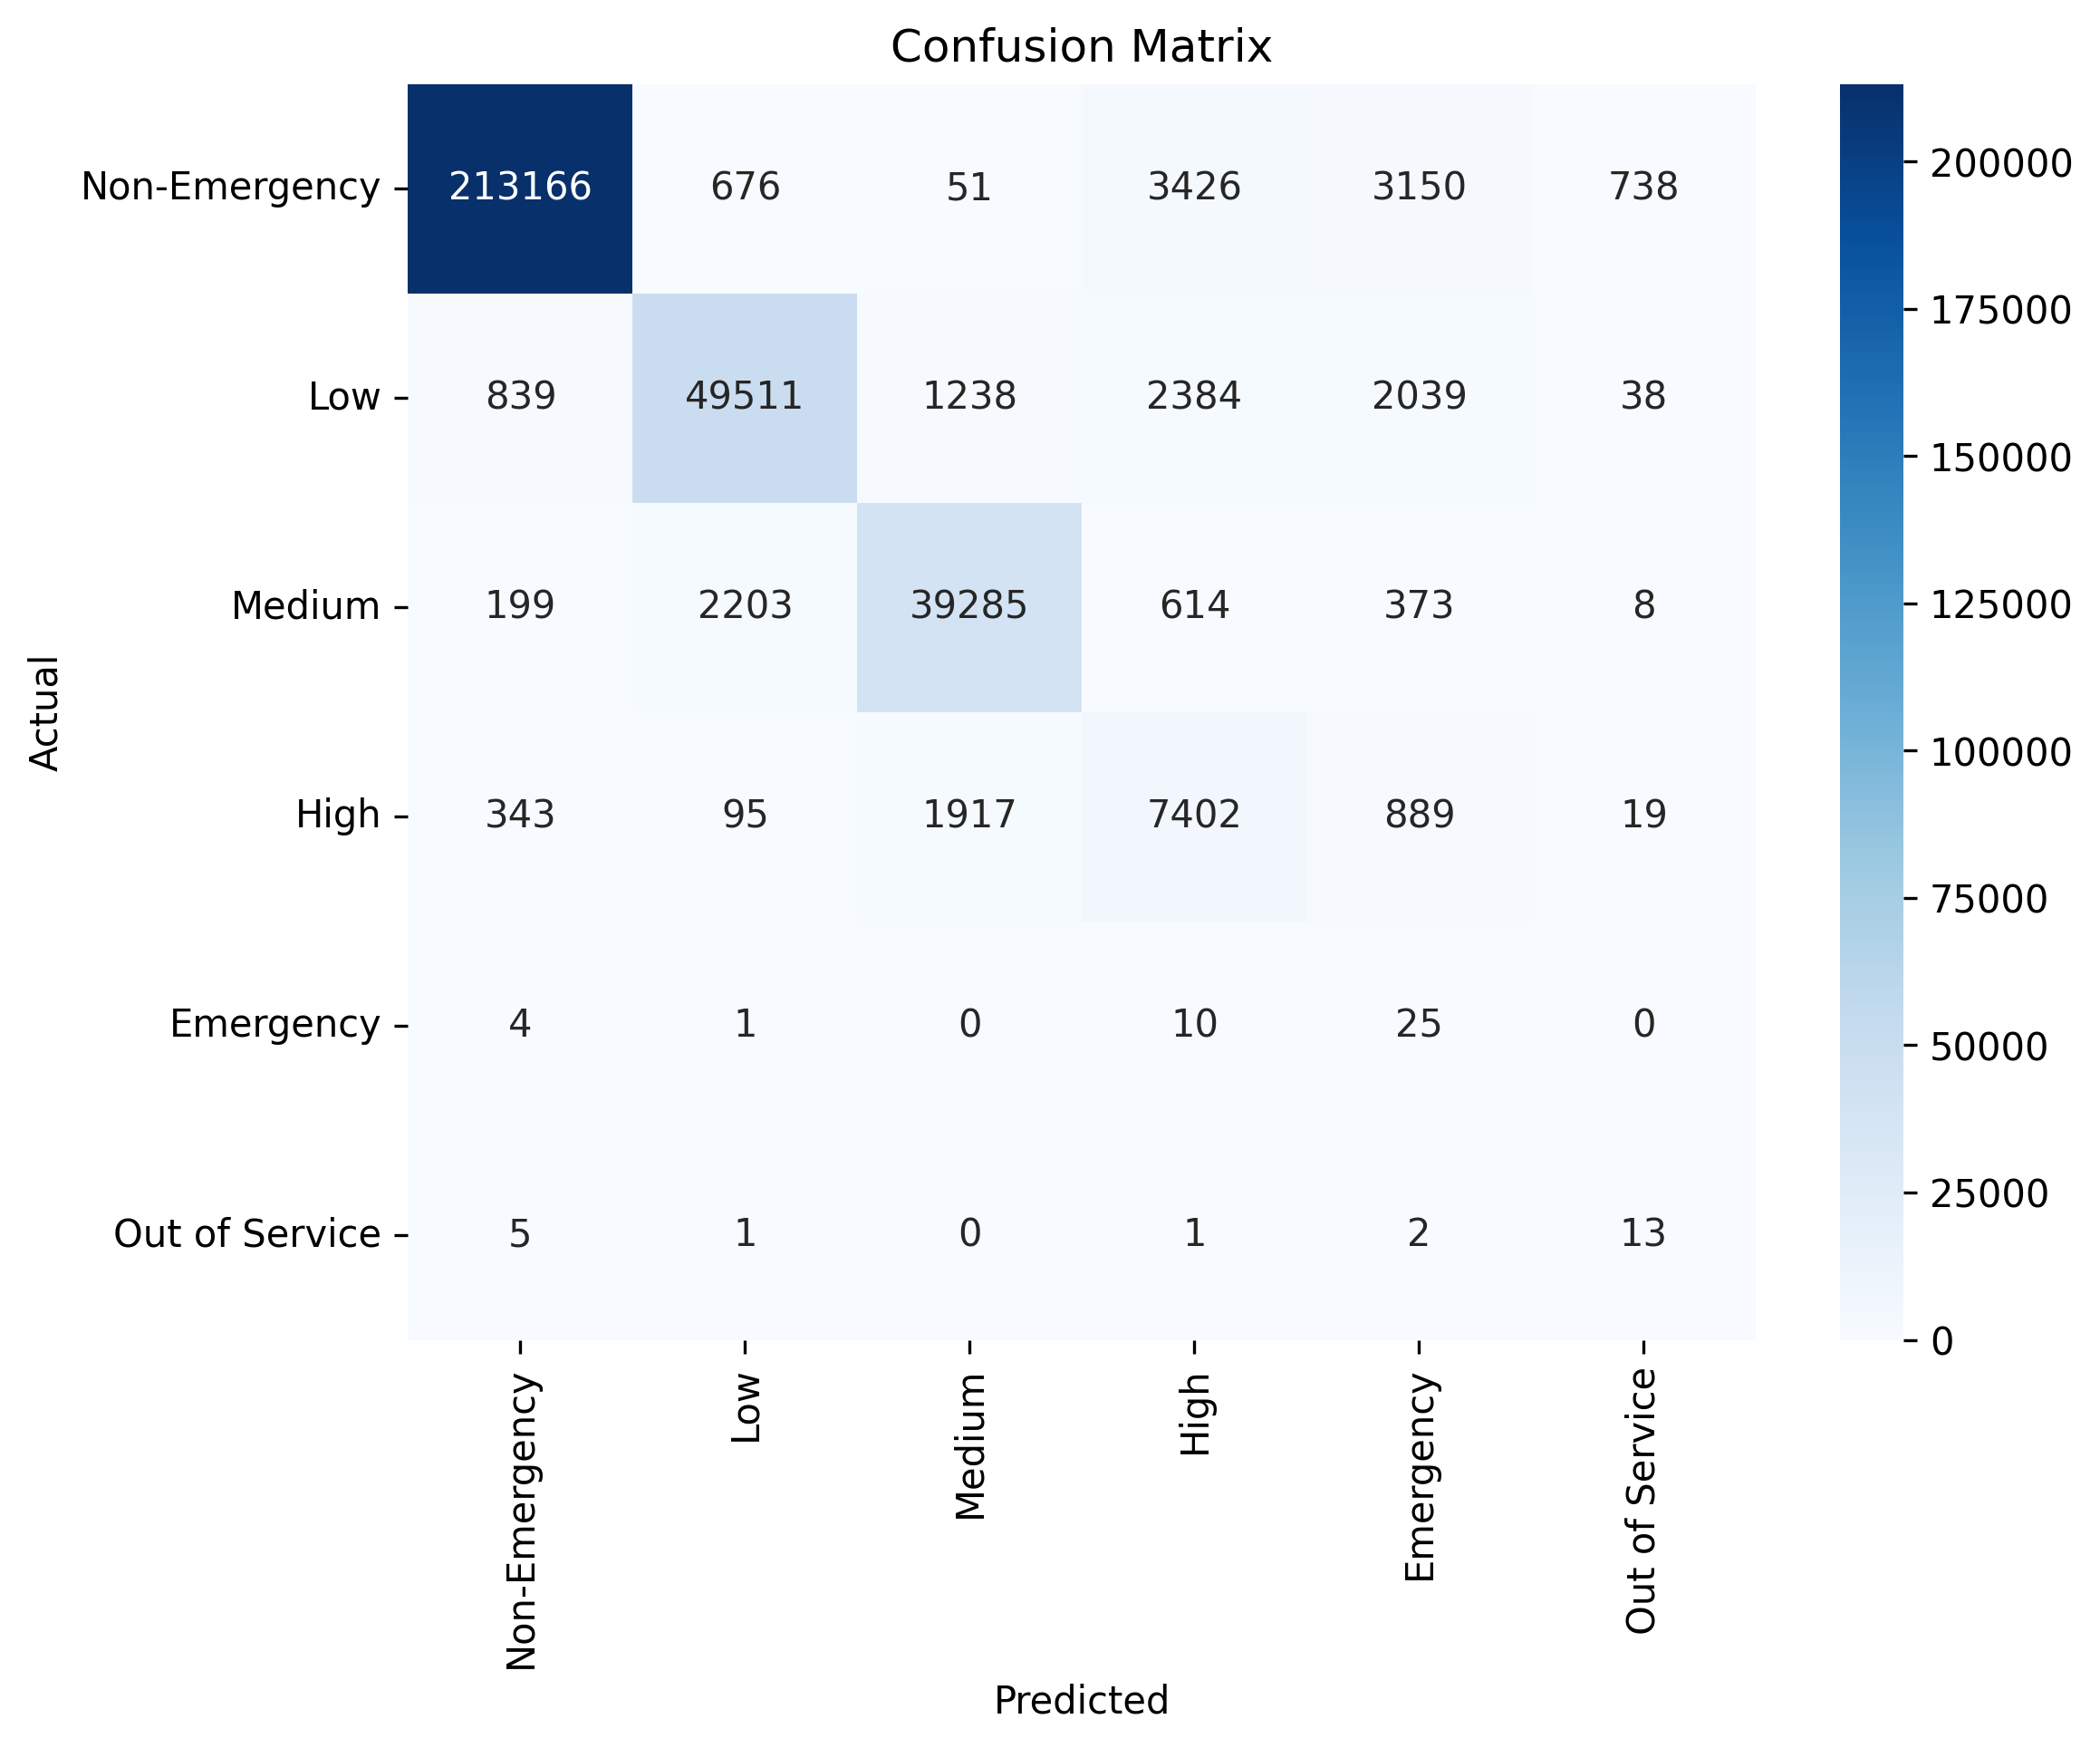 Confusion Matrix
Non-Emergency 213166 676 51 3426 3150 738
Low 839 49511 1238 2384 2039 38
Medium 199 2203 39285 614 373 8
High 343 95 1917 7402 889 19
Emergency 4 1 0 10 25 0
Out of Service 5 1 0 1 2 13
Actual
Non-Emergency
Low
Medium
High
Emergency
Out of Service
Predicted
200000
175000
150000
125000
100000
75000
50000
25000
0